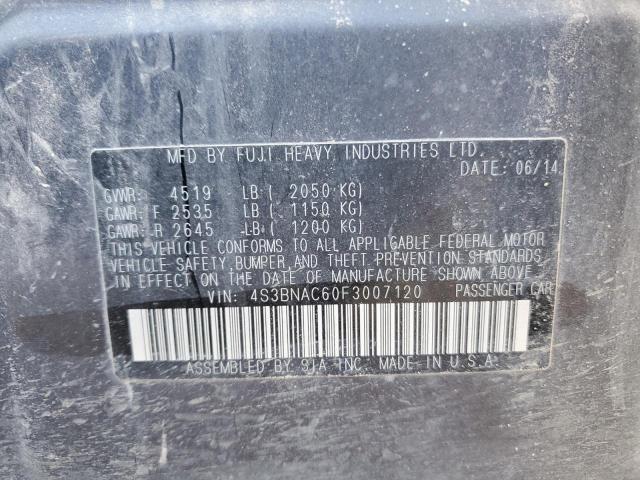 MFD BY FUJI HEAVY INDUSTRIES LTD.
DATE: 06/14
GVWR: 4519 LB ( 2050 KG)
GAWR: F 2535 LB ( 1150 KG)
GAWR: R 2645 LB ( 1200 KG)
THIS VEHICLE CONFORMS TO ALL APPLICABLE FEDERAL MOTOR
VEHICLE SAFETY, BUMPER, AND THEFT PREVENTION STANDARDS
IN EFFECT ON THE DATE OF MANUFACTURE SHOWN ABOVE.
VIN: 4S3BNAC60F3007120 PASSENGER CAR
ASSEMBLED BY SIA INC. MADE IN U.S.A